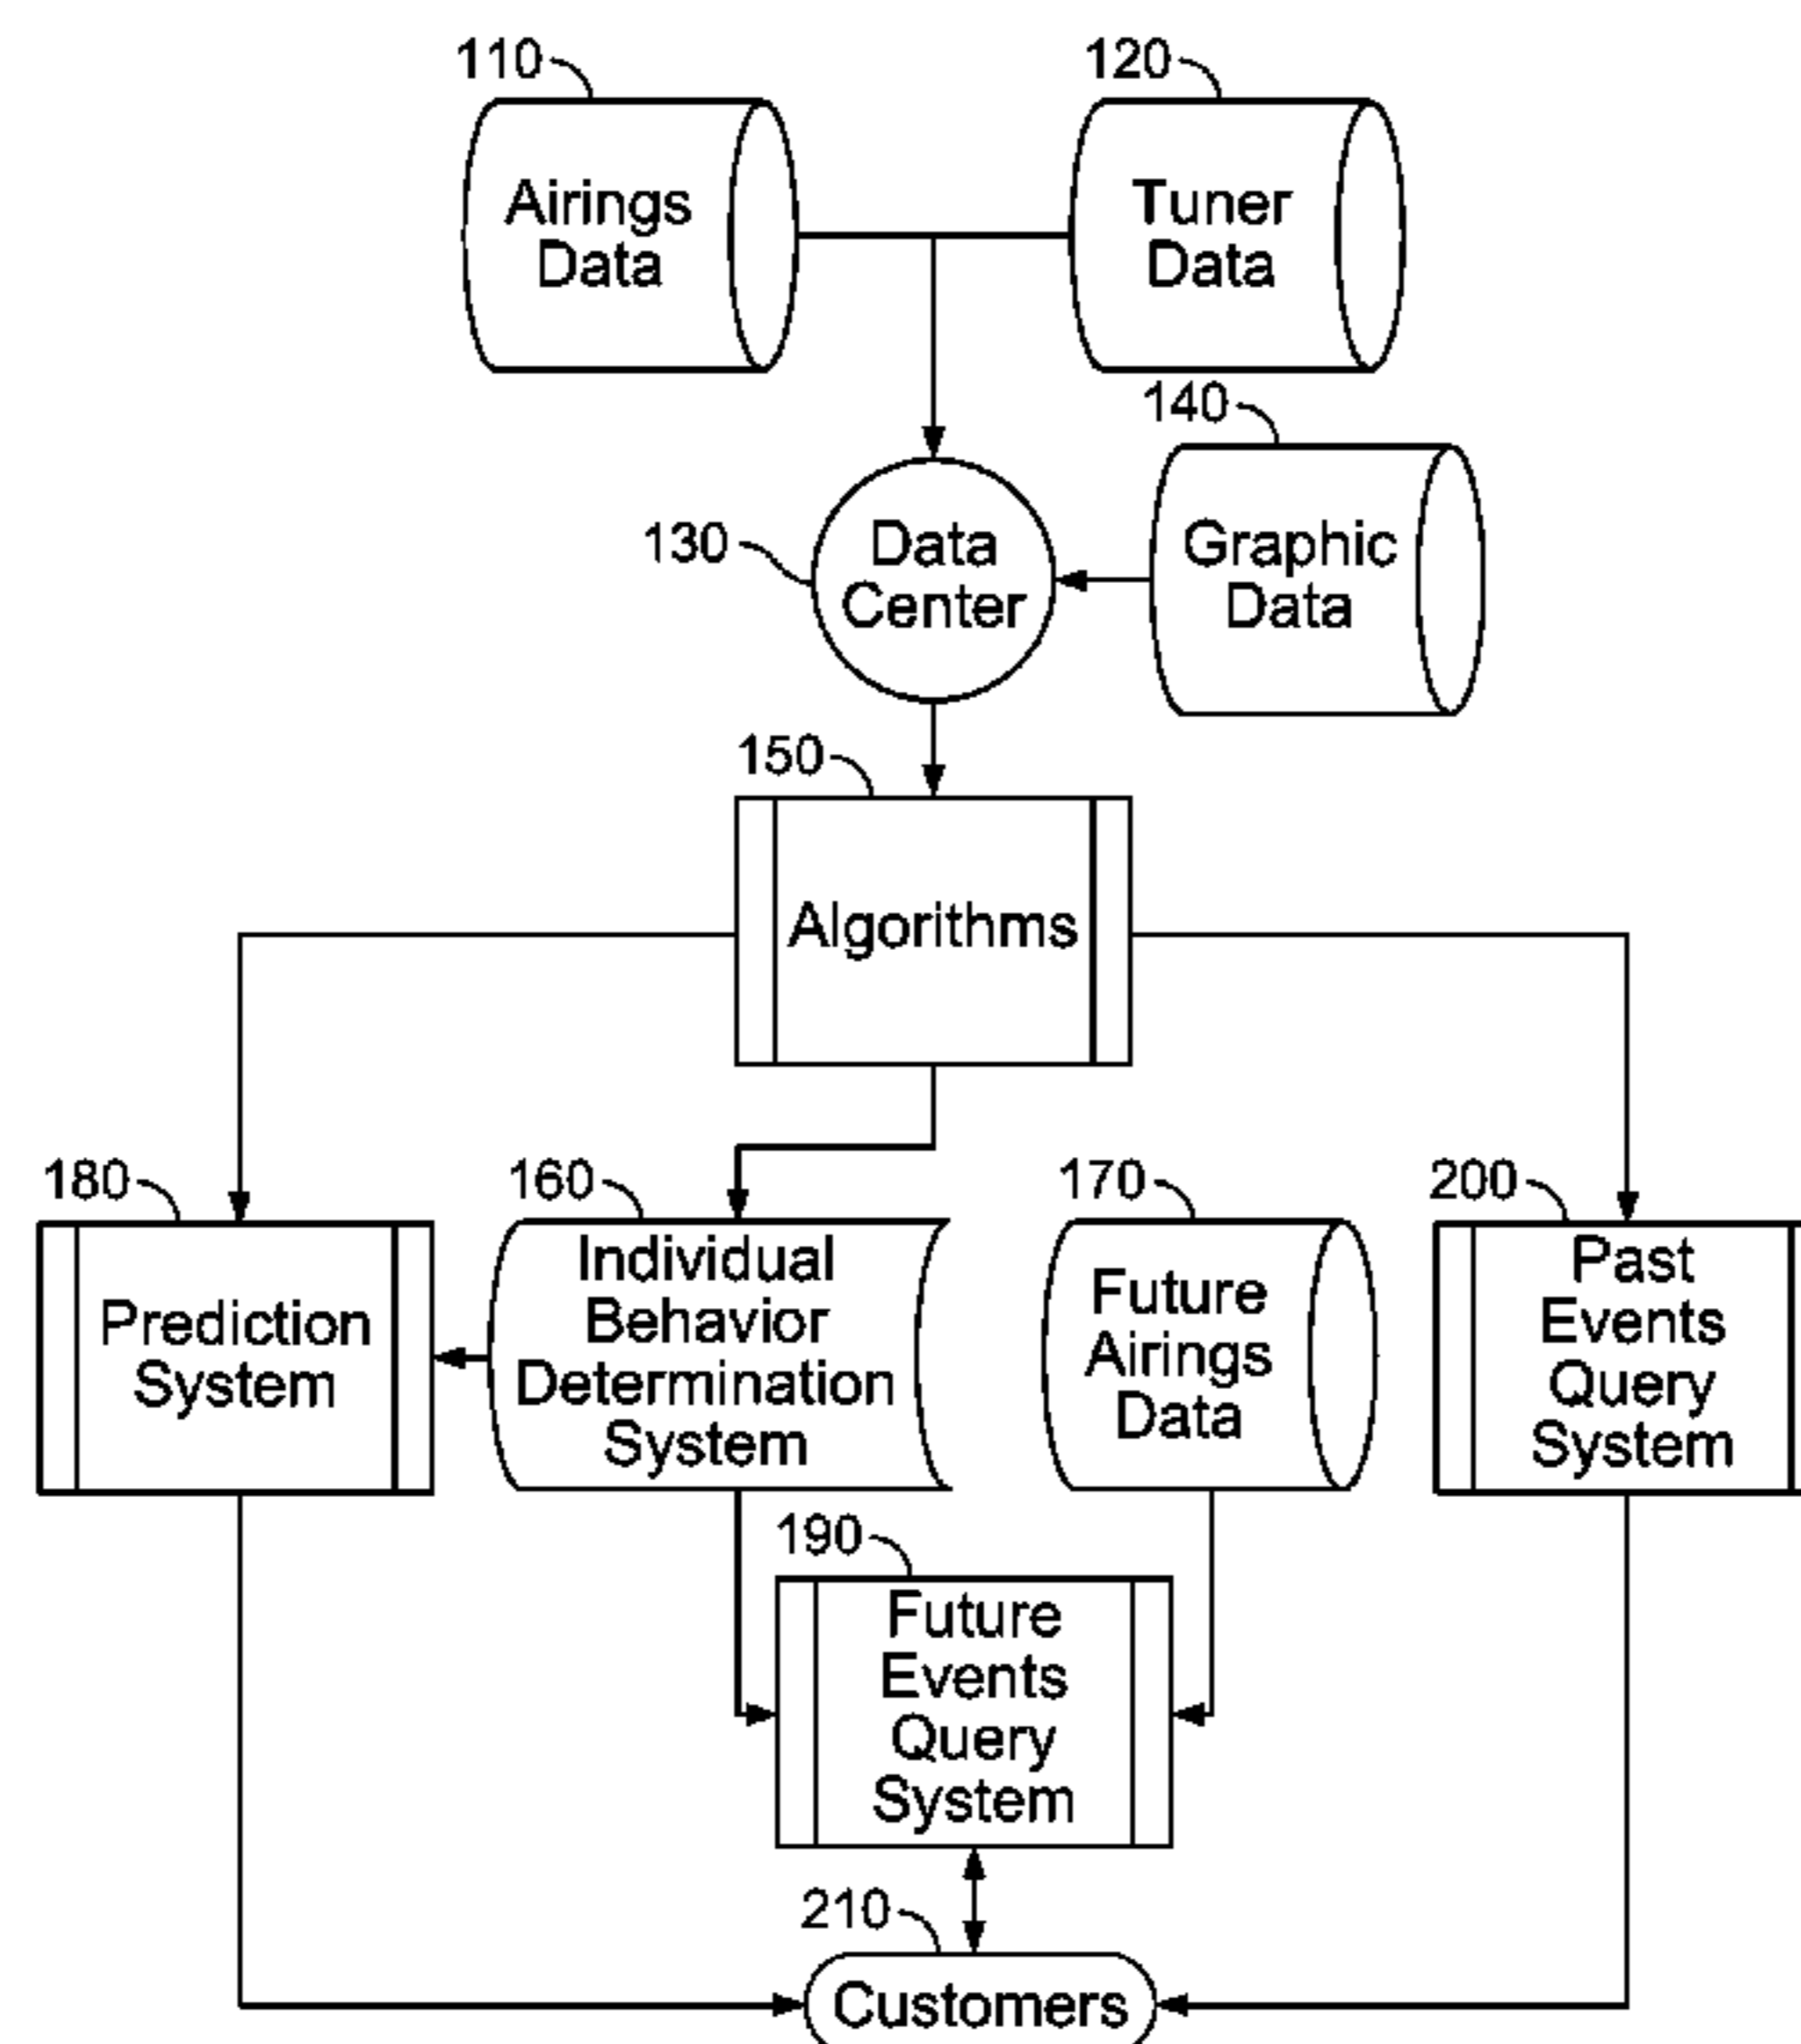 110
120
Airings
Data
Tuner
Data
140
130
Data
Center
Graphic
Data
150
Algorithms
180
160
170
200
Prediction
System
Individual
Behavior
Determination
System
Future
Airings
Data
Past
Events
Query
System
190
Future
Events
Query
System
210
Customers